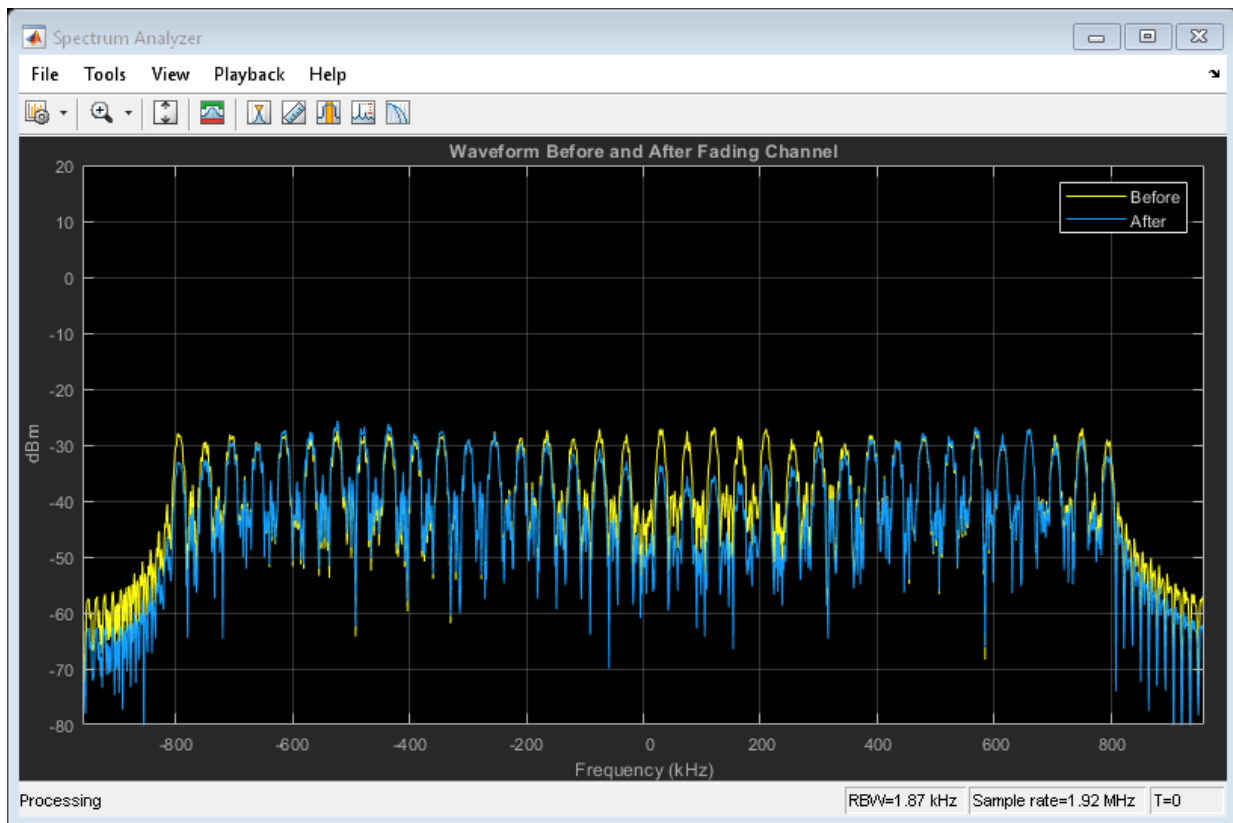 Spectrum Analyzer
File Tools View Playback Help
Waveform Before and After Fading Channel
Before
After
20
10
0
-10
-20
-30
-40
-50
-60
-70
-80
dBm
-800 -600 -400 -200 0 200 400 600 800
Frequency (kHz)
Processing RBW=1.87 kHz Sample rate=1.92 MHz T=0